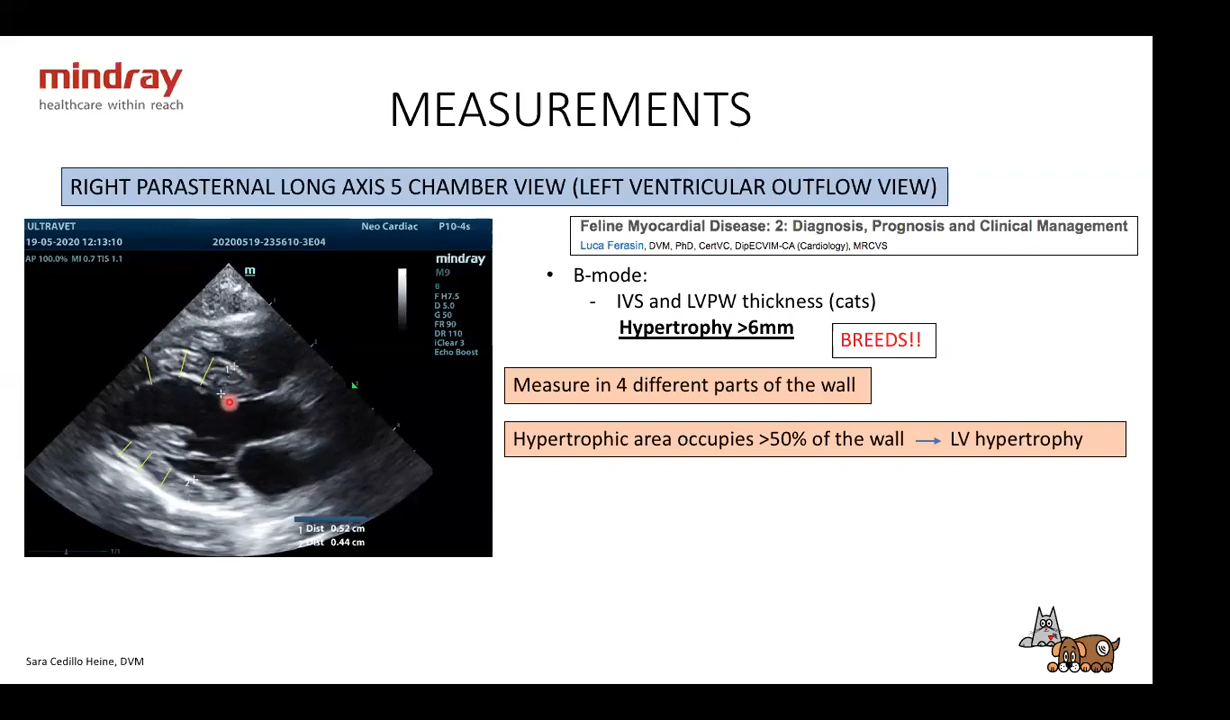 mindray
healthcare within reach
MEASUREMENTS
RIGHT PARASTERNAL LONG AXIS 5 CHAMBER VIEW (LEFT VENTRICULAR OUTFLOW VIEW)
ULTRAVET
Neo Cardiac
P10-4s
19-05-2020 12:13:10
20200519-235610-3E04
AP 100.0% MI 0.7 TIS 1.1
m
mindray
M9
B
F H7.5
D 5.0
G 50
FR 90
DR 110
iClear 3
Echo Boost
1
2
1 Dist 0.52 cm
2 Dist 0.44 cm
1/1
Feline Myocardial Disease: 2: Diagnosis, Prognosis and Clinical Management
Luca Ferasin, DVM, PhD, CertVC, DipECVIM-CA (Cardiology), MRCVS
• B-mode:
- IVS and LVPW thickness (cats)
Hypertrophy >6mm
BREEDS!!
Measure in 4 different parts of the wall
Hypertrophic area occupies >50% of the wall → LV hypertrophy
Sara Cedillo Heine, DVM